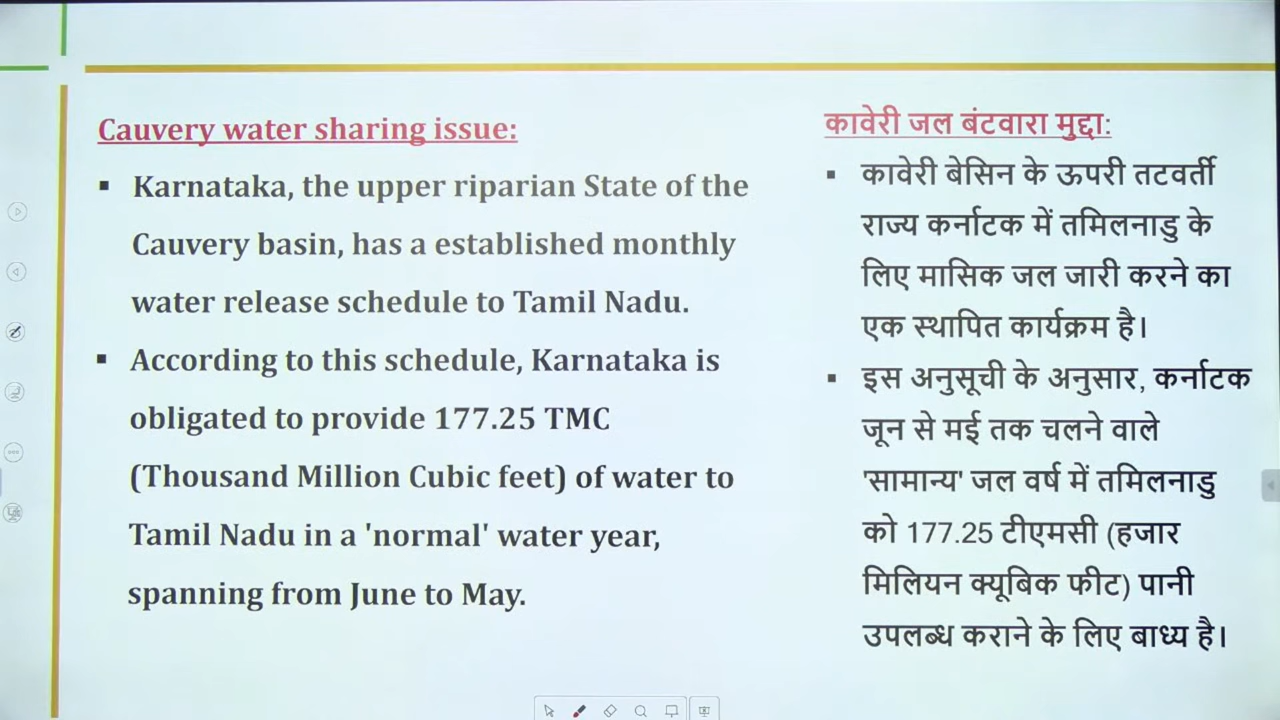 Cauvery water sharing issue:
▪ Karnataka, the upper riparian State of the
Cauvery basin, has a established monthly
water release schedule to Tamil Nadu.
▪ According to this schedule, Karnataka is
obligated to provide 177.25 TMC
(Thousand Million Cubic feet) of water to
Tamil Nadu in a 'normal' water year,
spanning from June to May.
कावेरी जल बंटवारा मुद्दा:
▪ कावेरी बेसिन के ऊपरी तटवर्ती
राज्य कर्नाटक में तमिलनाडु के
लिए मासिक जल जारी करने का
एक स्थापित कार्यक्रम है।
▪ इस अनुसूची के अनुसार, कर्नाटक
जून से मई तक चलने वाले
'सामान्य' जल वर्ष में तमिलनाडु
को 177.25 टीएमसी (हजार
मिलियन क्यूबिक फीट) पानी
उपलब्ध कराने के लिए बाध्य है।